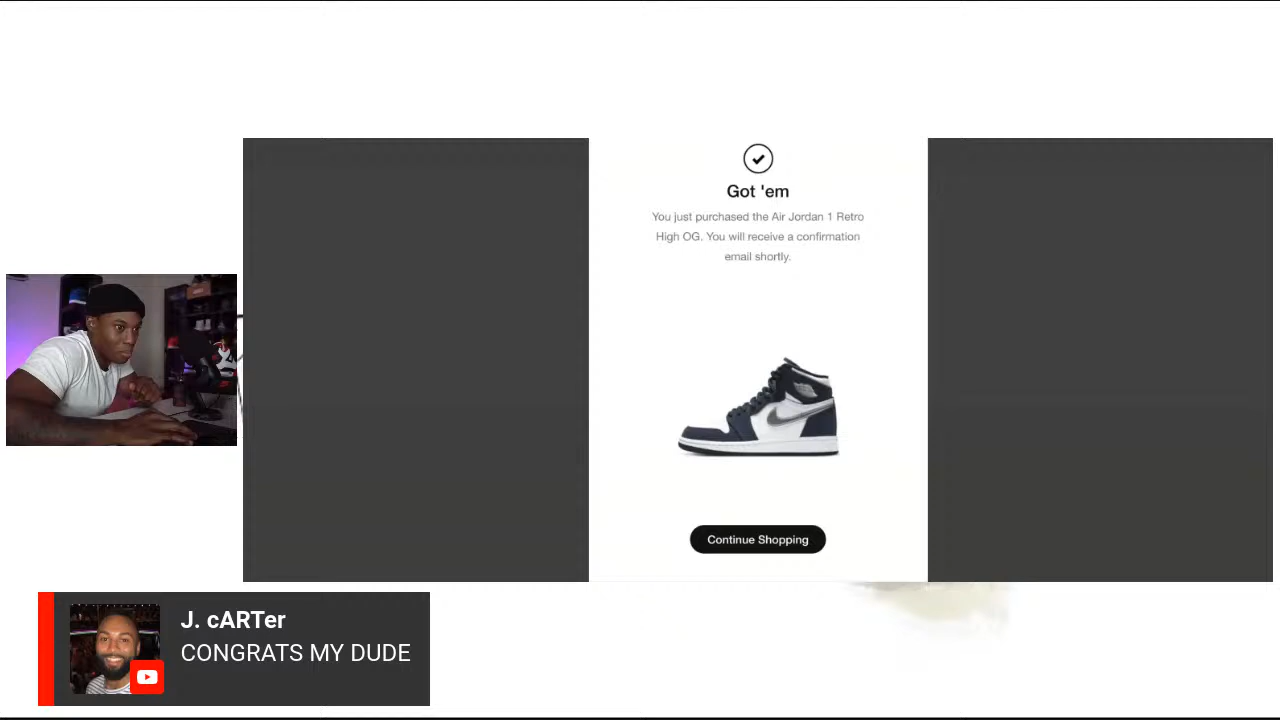 Got 'em
You just purchased the Air Jordan 1 Retro
High OG. You will receive a confirmation
email shortly.
Continue Shopping
J. cARTer
CONGRATS MY DUDE